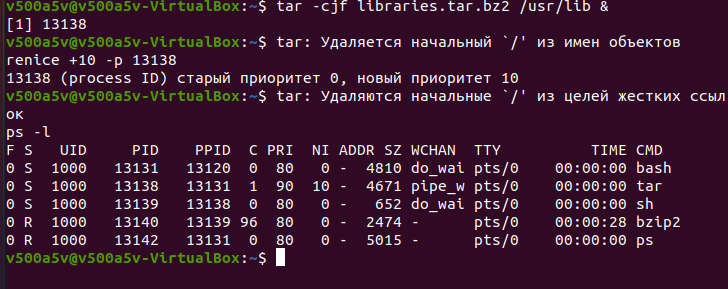 v500a5v@v500a5v-VirtualBox:~$ tar -cjf libraries.tar.bz2 /usr/lib &
[1] 13138
v500a5v@v500a5v-VirtualBox:~$ tar: Удаляется начальный `/' из имен объектов
renice +10 -p 13138
13138 (process ID) старый приоритет 0, новый приоритет 10
v500a5v@v500a5v-VirtualBox:~$ tar: Удаляются начальные `/' из целей жестких ссыл
ок
ps -l
F S   UID     PID    PPID  C PRI  NI ADDR SZ WCHAN  TTY          TIME CMD
0 S  1000   13131   13120  0  80   0 -  4810 do_wai pts/0    00:00:00 bash
0 S  1000   13138   13131  1  90  10 -  4671 pipe_w pts/0    00:00:00 tar
0 S  1000   13139   13138  0  80   0 -   652 do_wai pts/0    00:00:00 sh
0 R  1000   13140   13139 96  80   0 -  2474 -      pts/0    00:00:28 bzip2
0 R  1000   13142   13131  0  80   0 -  5015 -      pts/0    00:00:00 ps
v500a5v@v500a5v-VirtualBox:~$